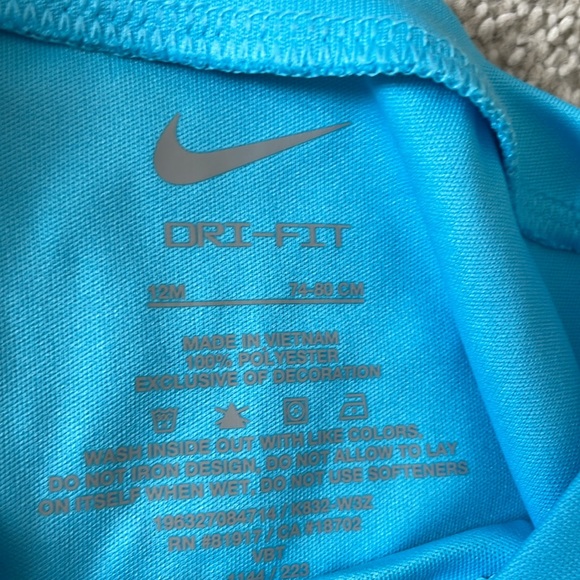 DRI-FIT
12M 74-80 CM
MADE IN VIETNAM
100% POLYESTER
EXCLUSIVE OF DECORATION
WASH INSIDE OUT WITH LIKE COLORS,
DO NOT IRON DESIGN, DO NOT ALLOW TO LAY
ON ITSELF WHEN WET, DO NOT USE SOFTENERS
196327084714 / K832-W3Z
RN #81917 / CA #18702
VBT
/ 223